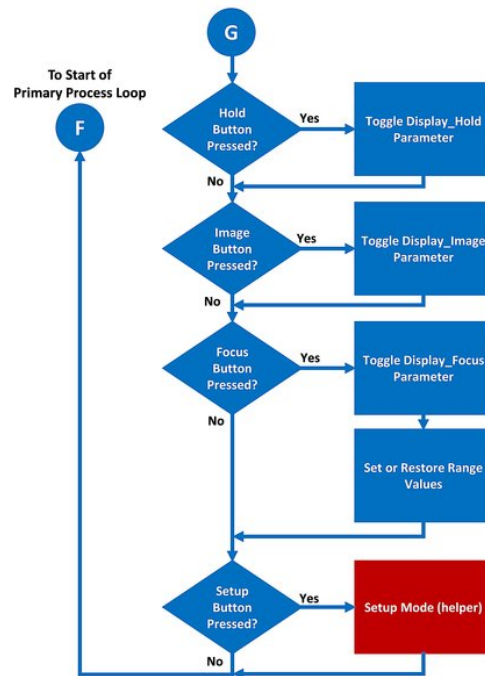 G
To Start of
Primary Process Loop
F
Hold
Button
Pressed?
Yes
Toggle Display_Hold
Parameter
No
Image
Button
Pressed?
Yes
Toggle Display_Image
Parameter
No
Focus
Button
Pressed?
Yes
Toggle Display_Focus
Parameter
No
Set or Restore Range
Values
Setup
Button
Pressed?
Yes
Setup Mode (helper)
No